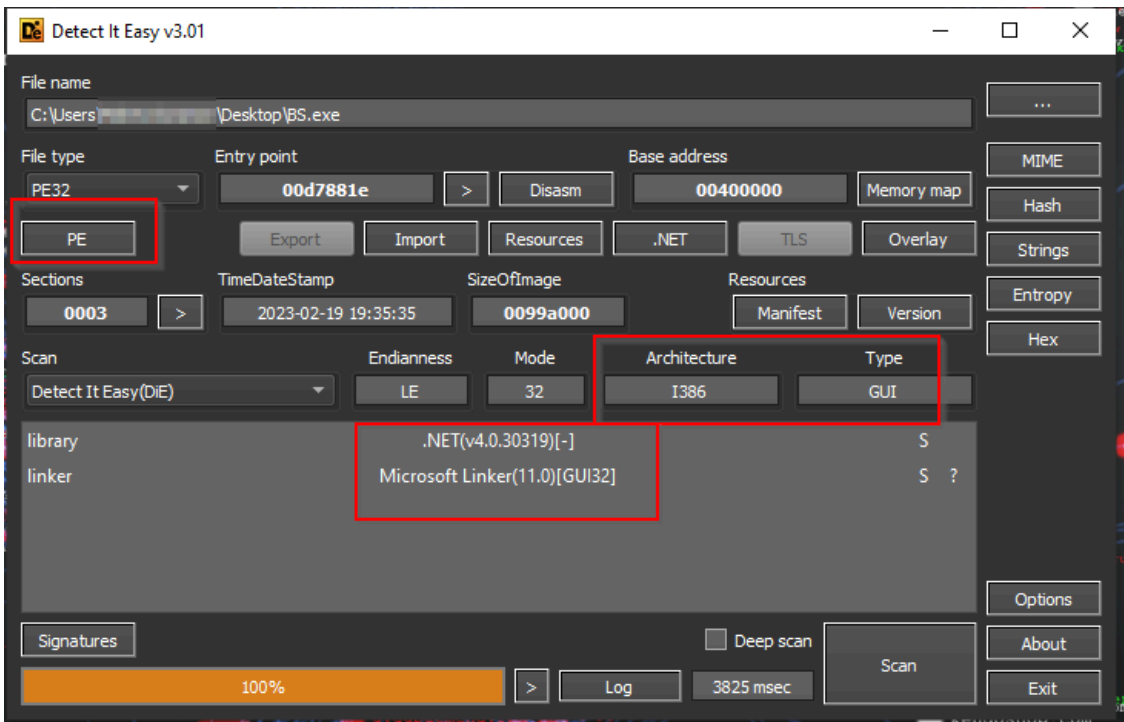 Detect It Easy v3.01
File name
C:\Users\ \Desktop\BS.exe
...
File type Entry point Base address
PE32 00d7881e > Disasm 00400000 Memory map
MIME
Hash
PE Export Import Resources .NET TLS Overlay
Strings
Sections TimeDateStamp SizeOfImage Resources
Entropy
0003 > 2023-02-19 19:35:35 0099a000 Manifest Version
Hex
Scan Endianness Mode Architecture Type
Detect It Easy(DiE) LE 32 I386 GUI
library .NET(v4.0.30319)[-] S
linker Microsoft Linker(11.0)[GUI32] S ?
Options
Signatures Deep scan
About
Scan
100% > Log 3825 msec
Exit